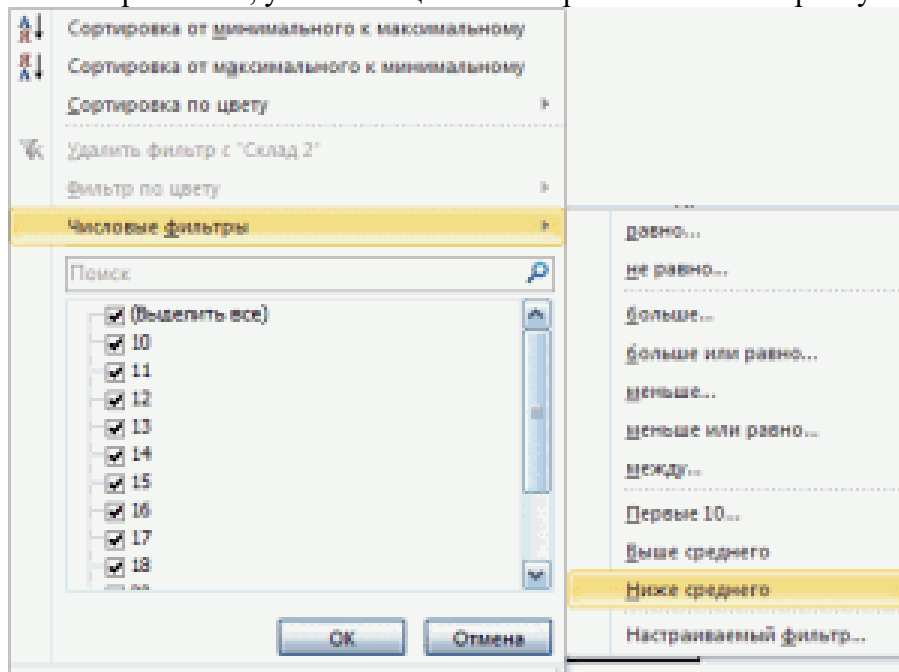 Сортировка от минимального к максимальному
Сортировка от максимального к минимальному
Сортировка по цвету
Удалить фильтр с "Склад 2"
Фильтр по цвету
Числовые фильтры
Поиск
(Выделить все)
10
11
12
13
14
15
16
17
18
ОК
Отмена
равно...
не равно...
больше...
больше или равно...
меньше...
меньше или равно...
между...
Первые 10...
Выше среднего
Ниже среднего
Настраиваемый фильтр...